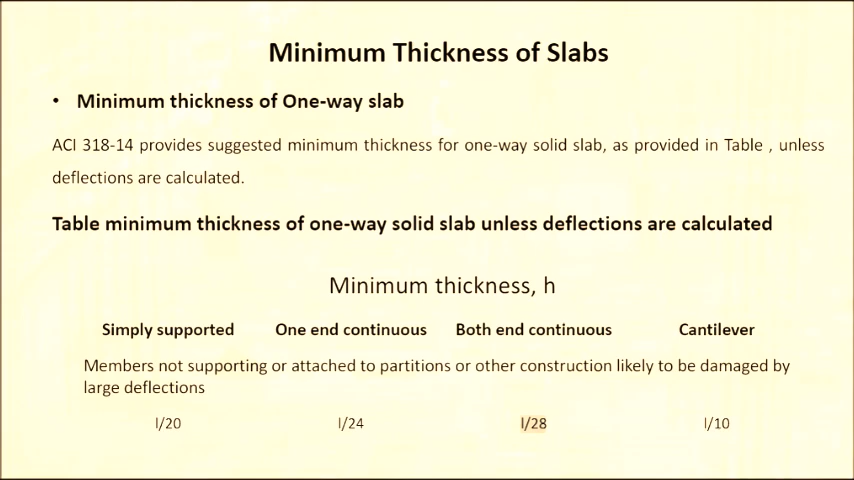 Minimum Thickness of Slabs
• Minimum thickness of One-way slab
ACI 318-14 provides suggested minimum thickness for one-way solid slab, as provided in Table , unless
deflections are calculated.
Table minimum thickness of one-way solid slab unless deflections are calculated
Minimum thickness, h
Simply supported One end continuous Both end continuous Cantilever
Members not supporting or attached to partitions or other construction likely to be damaged by
large deflections
l/20 l/24 l/28 l/10